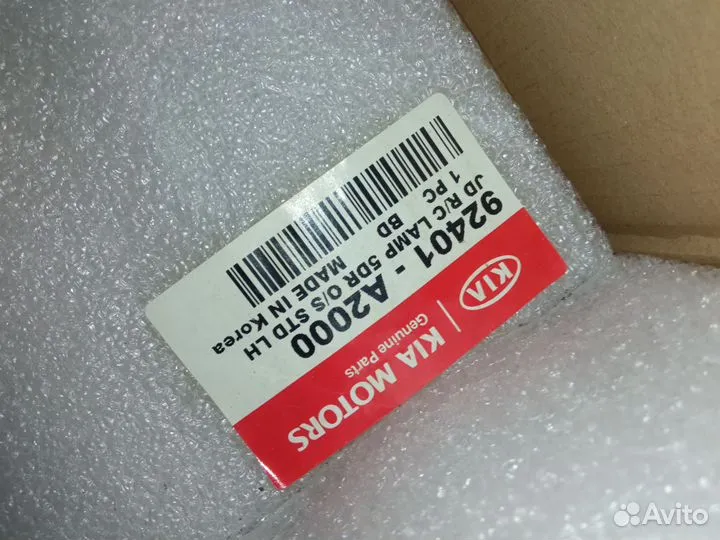 KIA
KIA MOTORS
Genuine Parts
92401 - A2000
JD R/C LAMP 5DR O/S STD LH
1 PC
BD
MADE IN Korea
Avito